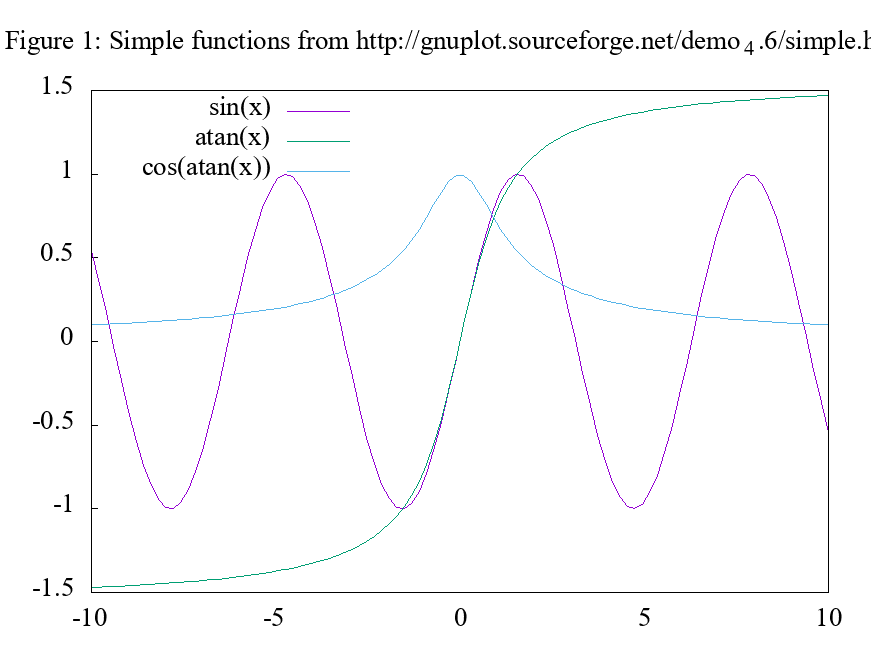 Figure 1: Simple functions from http://gnuplot.sourceforge.net/demo₄.6/simple.h
1.5
sin(x)
atan(x)
1
cos(atan(x))
0.5
0
-0.5
-1
-1.5
-10 -5 0 5 10